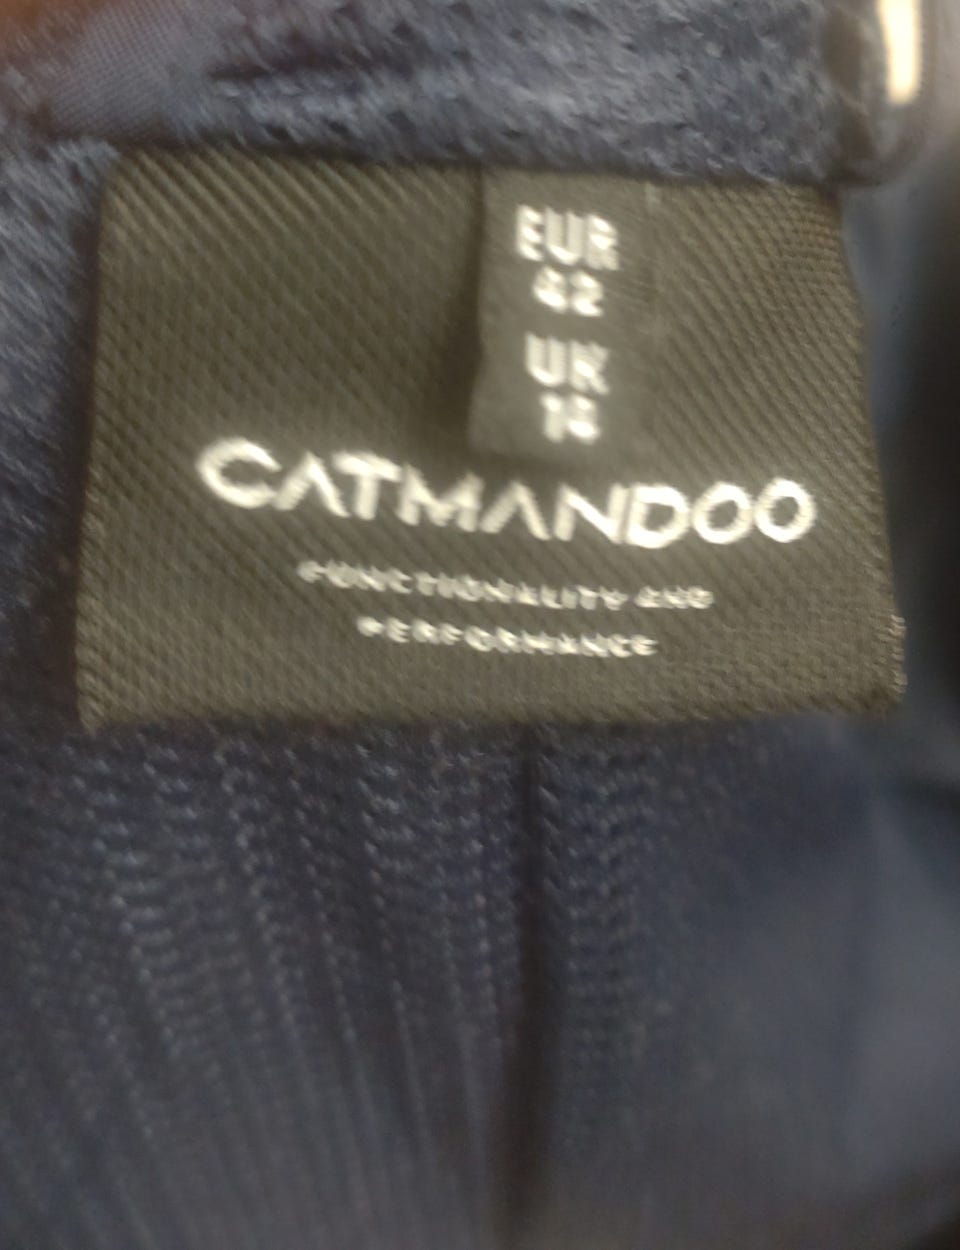 EUR
42
UK
14
CATMANDOO
FUNCTIONALITY AND
PERFORMANCE